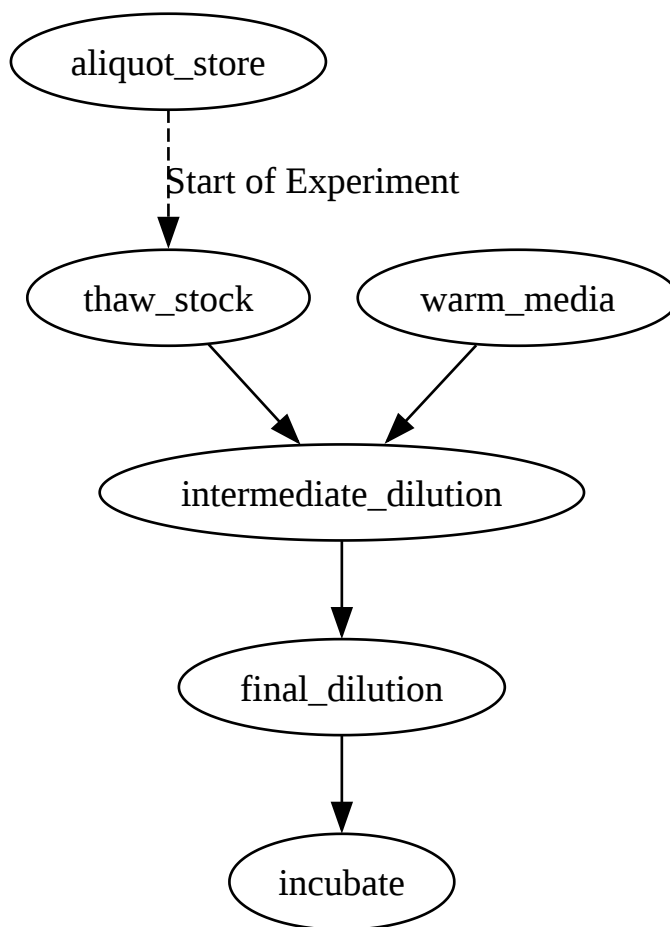 aliquot_store
Start of Experiment
thaw_stock
warm_media
intermediate_dilution
final_dilution
incubate